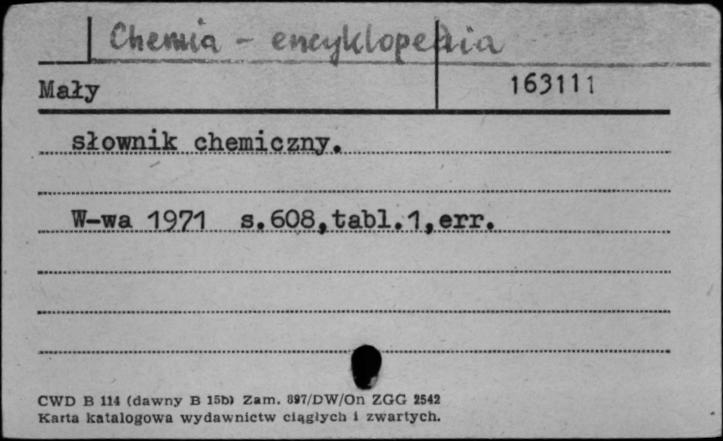 Chemia - encyklopedia
Mały 163111
słownik chemiczny.
W-wa 1971 s.608,tabl.1,err.
CWD B 114 (dawny B 15b) Zam. 897/DW/On ZGG 2542
Karta katalogowa wydawnictw ciągłych i zwartych.